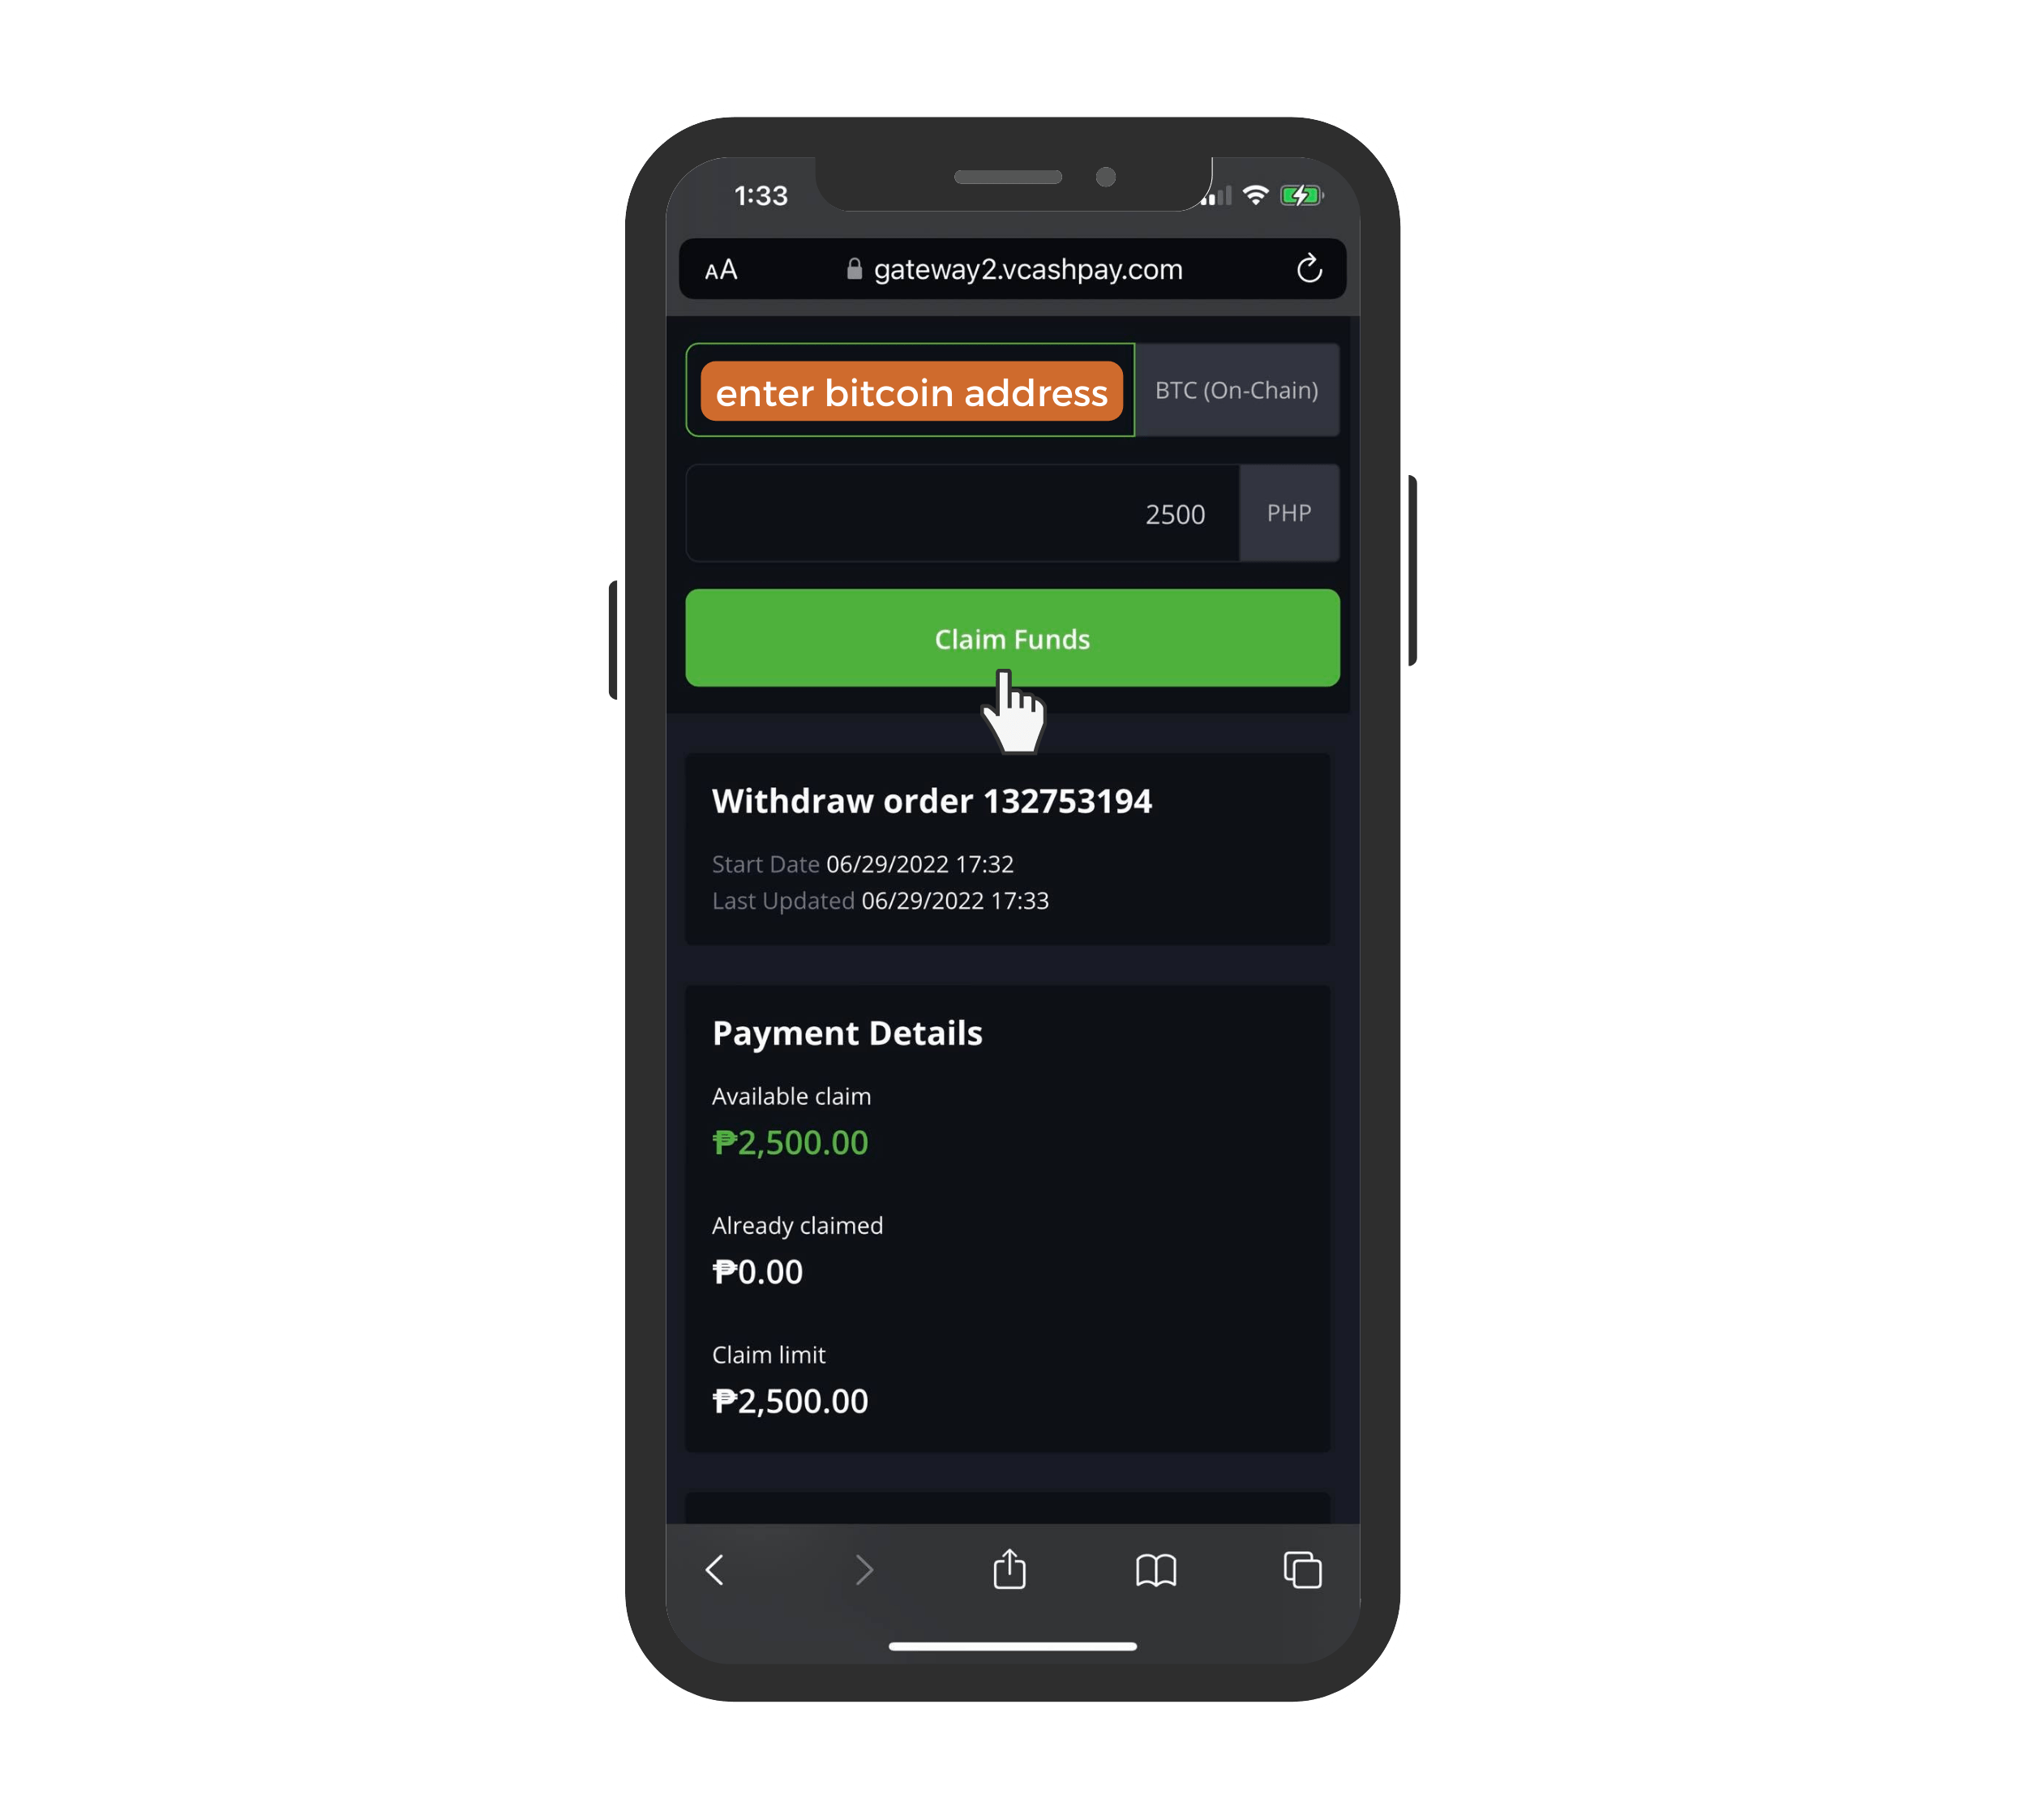 1:33
AA gateway2.vcashpay.com
enter bitcoin address BTC (On-Chain)
2500 PHP
Claim Funds
Withdraw order 132753194
Start Date 06/29/2022 17:32
Last Updated 06/29/2022 17:33
Payment Details
Available claim
₱2,500.00
Already claimed
₱0.00
Claim limit
₱2,500.00